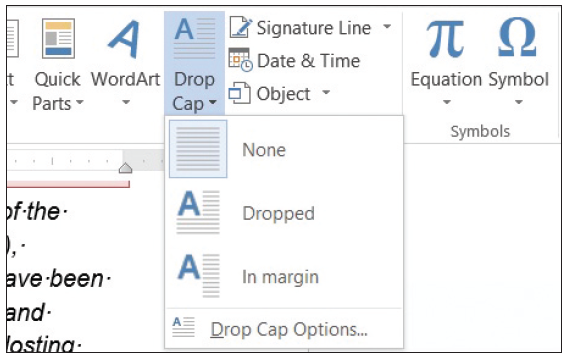 Signature Line
t Quick WordArt Drop Date & Time Equation Symbol
Parts Cap Object
Symbols
None
of the
Dropped
),
ave been
In margin
and
Drop Cap Options...
Hosting